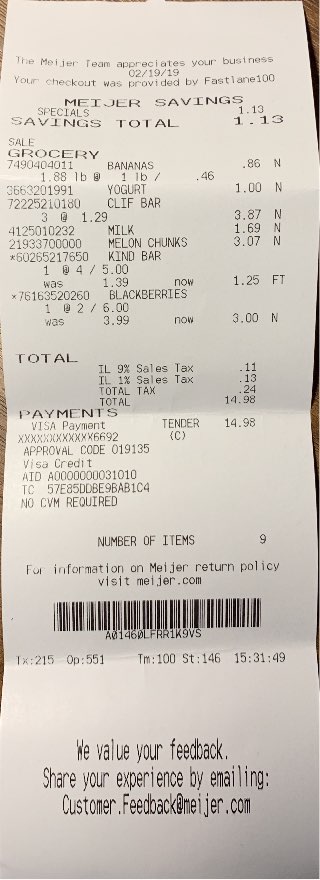 The Meijer Team appreciates your business
02/19/19
Your checkout was provided by Fastlane100
MEIJER SAVINGS
SPECIALS 1.13
SAVINGS TOTAL 1.13
SALE
GROCERY
7490404011 BANANAS .86 N
1.88 lb @ 1 lb / .46
3663201991 YOGURT 1.00 N
72225210180 CLIF BAR
3 @ 1.29 3.87 N
4125010232 MILK 1.69 N
21933700000 MELON CHUNKS 3.07 N
*60265217650 KIND BAR
1 @ 4 / 5.00
was 1.39 now 1.25 FT
*76163520260 BLACKBERRIES
1 @ 2 / 6.00
was 3.99 now 3.00 N
TOTAL
IL 9% Sales Tax .11
IL 1% Sales Tax .13
TOTAL TAX .24
TOTAL 14.98
PAYMENTS
VISA Payment TENDER 14.98
XXXXXXXXXXXX6692 (C)
APPROVAL CODE 019135
Visa Credit
AID A0000000031010
TC 57E85DDBE9BAB1C4
NO CVM REQUIRED
NUMBER OF ITEMS 9
For information on Meijer return policy
visit meijer.com
A01460LFRR1K9VS
Tx:215 Op:551 Tm:100 St:146 15:31:49
We value your feedback.
Share your experience by emailing:
Customer.Feedback@meijer.com